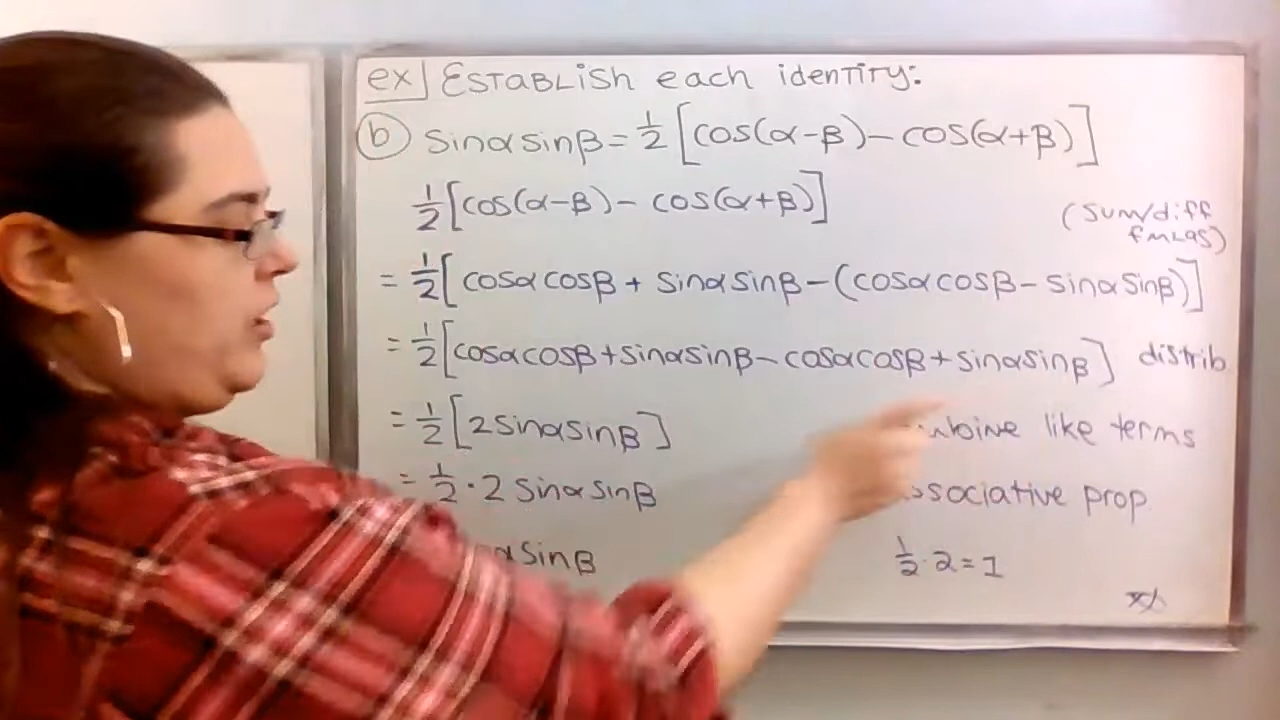 ex] ESTABLISH each identity:
(b) sinα sinβ = 1/2 [cos(α-β) - cos(α+β)]
1/2 [cos(α-β) - cos(α+β)] (sum/diff
fmLas)
= 1/2 [cosα cosβ + sinα sinβ - (cosα cosβ - sinα sinβ)]
= 1/2 [cosα cosβ + sinα sinβ - cosα cosβ + sinα sinβ] distrib
= 1/2 [2 sinα sinβ] like terms
= 1/2 · 2 sinα sinβ prop
α sinβ 1/2 · 2 = 1